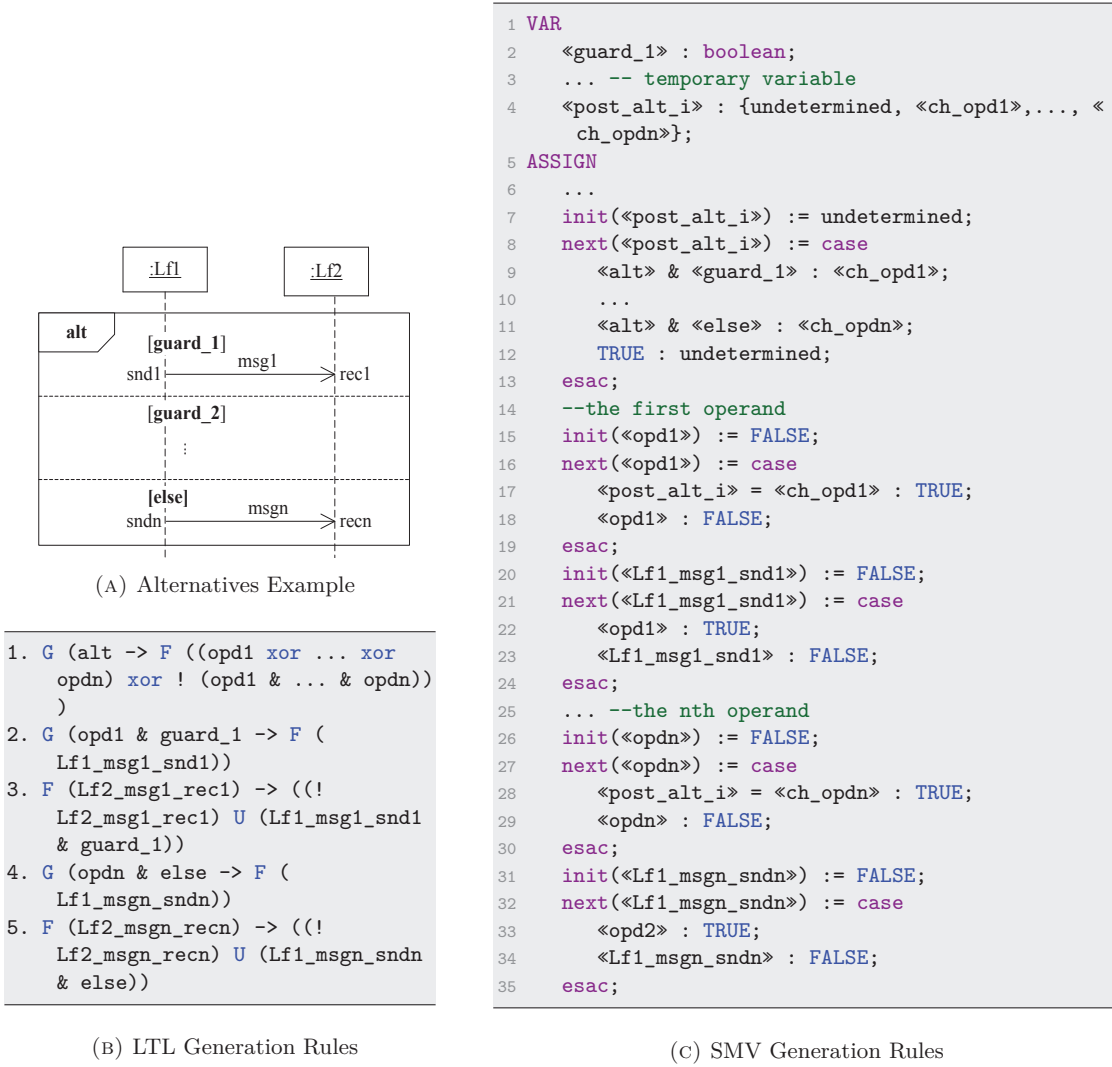 :Lf1
:Lf2
alt
[guard_1]
msg1
snd1
rec1
[guard_2]
⋮
[else]
msgn
sndn
recn
(A) Alternatives Example
1. G (alt -> F ((opd1 xor ... xor
opdn) xor ! (opd1 & ... & opdn))
)
2. G (opd1 & guard_1 -> F (
Lf1_msg1_snd1))
3. F (Lf2_msg1_rec1) -> ((!
Lf2_msg1_rec1) U (Lf1_msg1_snd1
& guard_1))
4. G (opdn & else -> F (
Lf1_msgn_sndn))
5. F (Lf2_msgn_recn) -> ((!
Lf2_msgn_recn) U (Lf1_msgn_sndn
& else))
(B) LTL Generation Rules
1 VAR
2 «guard_1» : boolean;
3 ... -- temporary variable
4 «post_alt_i» : {undetermined, «ch_opd1»,..., «
ch_opdn»};
5 ASSIGN
6 ...
7 init(«post_alt_i») := undetermined;
8 next(«post_alt_i») := case
9 «alt» & «guard_1» : «ch_opd1»;
10 ...
11 «alt» & «else» : «ch_opdn»;
12 TRUE : undetermined;
13 esac;
14 --the first operand
15 init(«opd1») := FALSE;
16 next(«opd1») := case
17 «post_alt_i» = «ch_opd1» : TRUE;
18 «opd1» : FALSE;
19 esac;
20 init(«Lf1_msg1_snd1») := FALSE;
21 next(«Lf1_msg1_snd1») := case
22 «opd1» : TRUE;
23 «Lf1_msg1_snd1» : FALSE;
24 esac;
25 ... --the nth operand
26 init(«opdn») := FALSE;
27 next(«opdn») := case
28 «post_alt_i» = «ch_opdn» : TRUE;
29 «opdn» : FALSE;
30 esac;
31 init(«Lf1_msgn_sndn») := FALSE;
32 next(«Lf1_msgn_sndn») := case
33 «opd2» : TRUE;
34 «Lf1_msgn_sndn» : FALSE;
35 esac;
(C) SMV Generation Rules